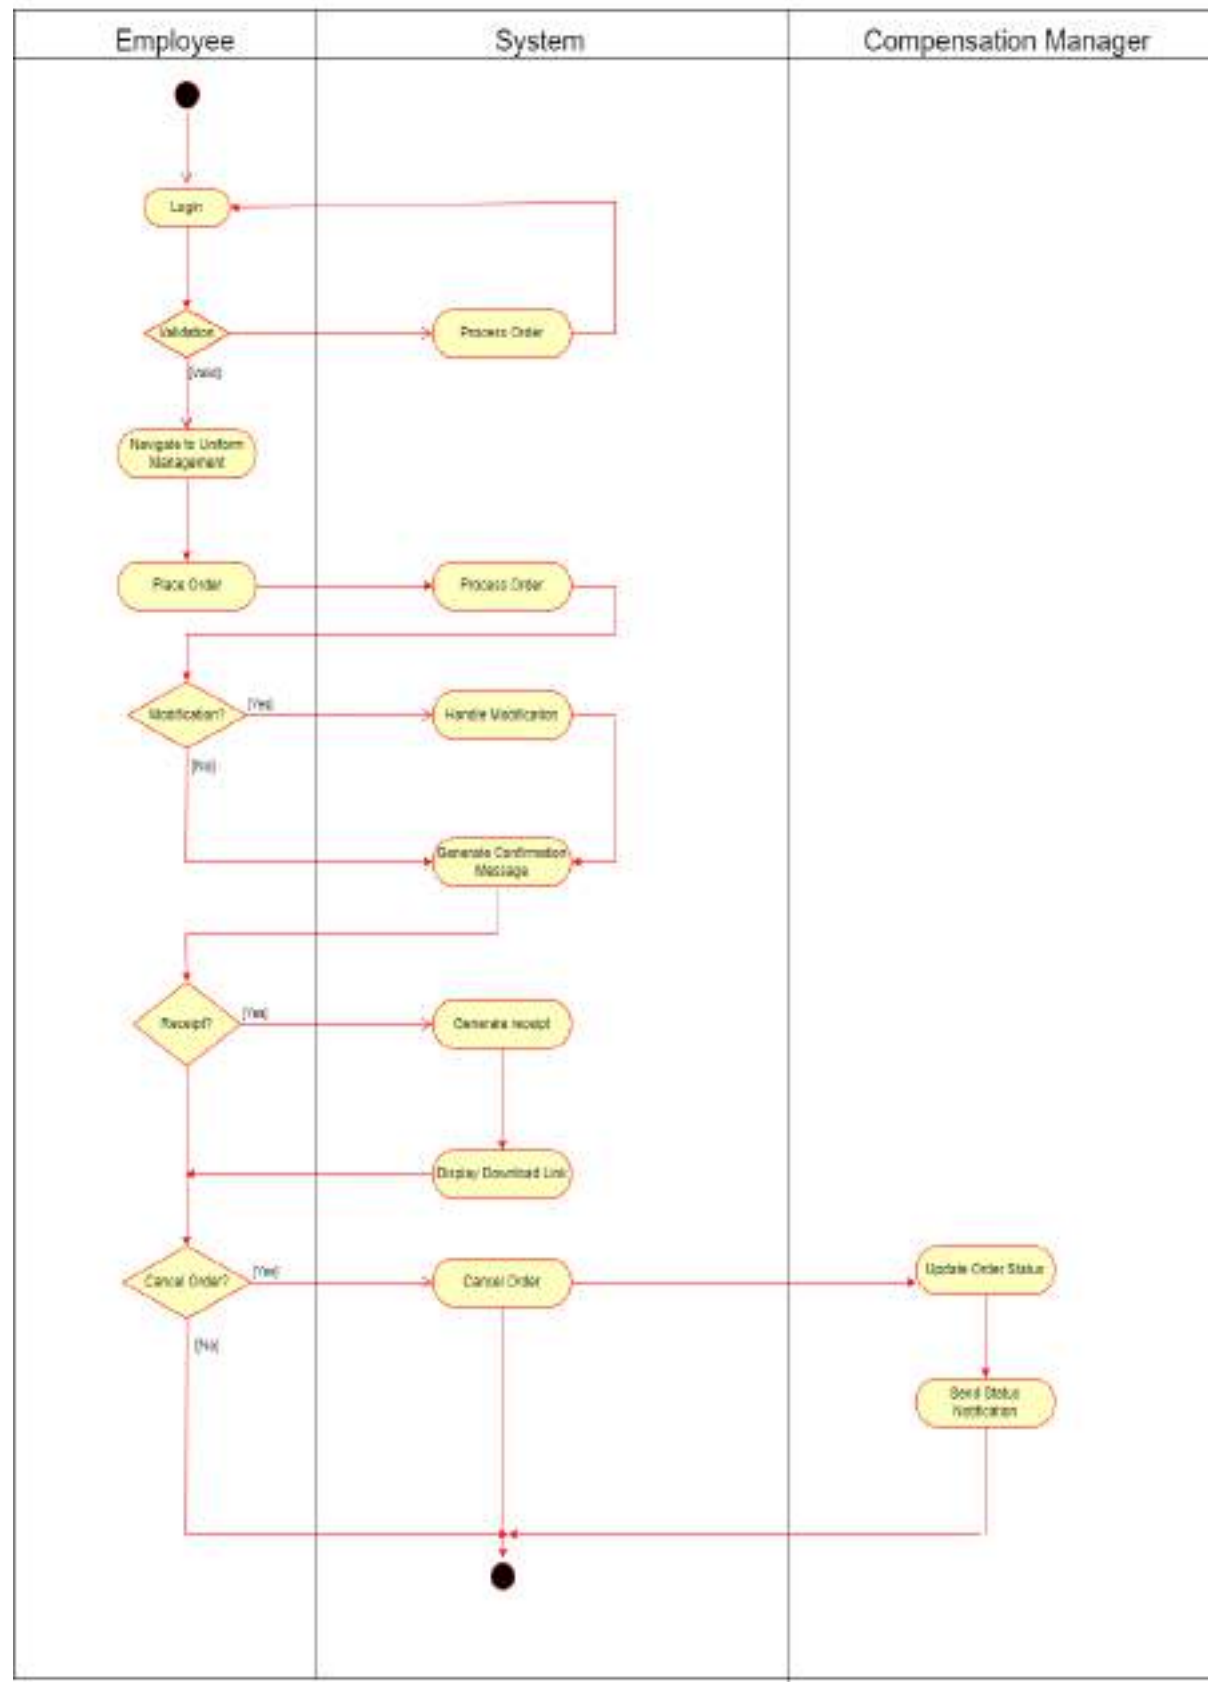 Employee
System
Compensation Manager
Login
Validation
Process Order
[Valid]
Navigate to Uniform
Management
Place Order
Process Order
Modification?
[Yes]
Handle Modification
[No]
Generate Confirmation
Message
Receipt?
[Yes]
Generate receipt
Display Download Link
Cancel Order?
[Yes]
Cancel Order
Update Order Status
[No]
Send Status
Notification